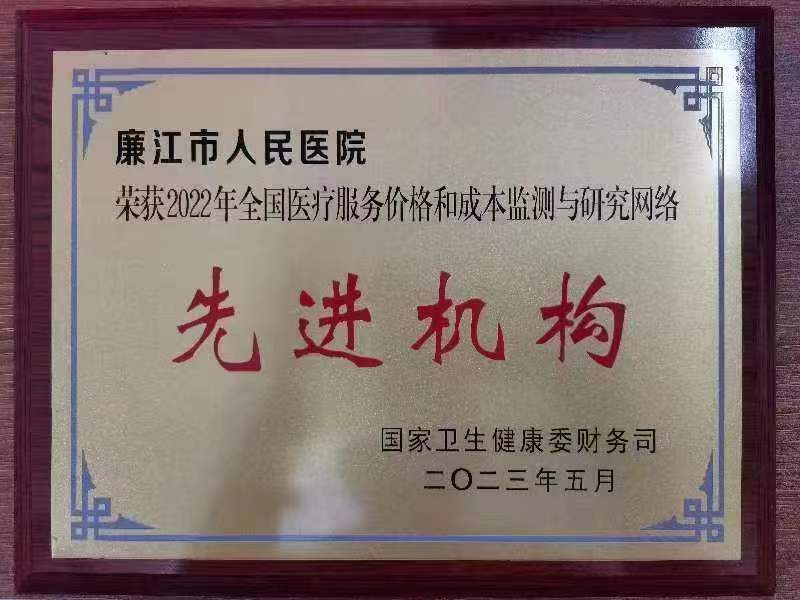 廉江市人民医院
荣获2022年全国医疗服务价格和成本监测与研究网络
先进机构
国家卫生健康委财务司
二〇二三年五月